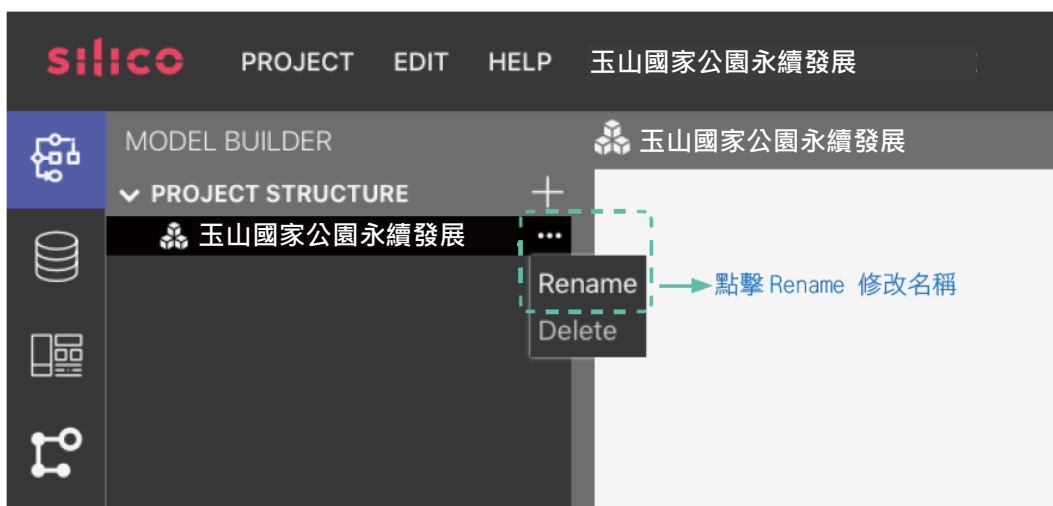 silico PROJECT EDIT HELP 玉山國家公園永續發展
MODEL BUILDER
玉山國家公園永續發展
PROJECT STRUCTURE
玉山國家公園永續發展
Rename
點擊 Rename 修改名稱
Delete